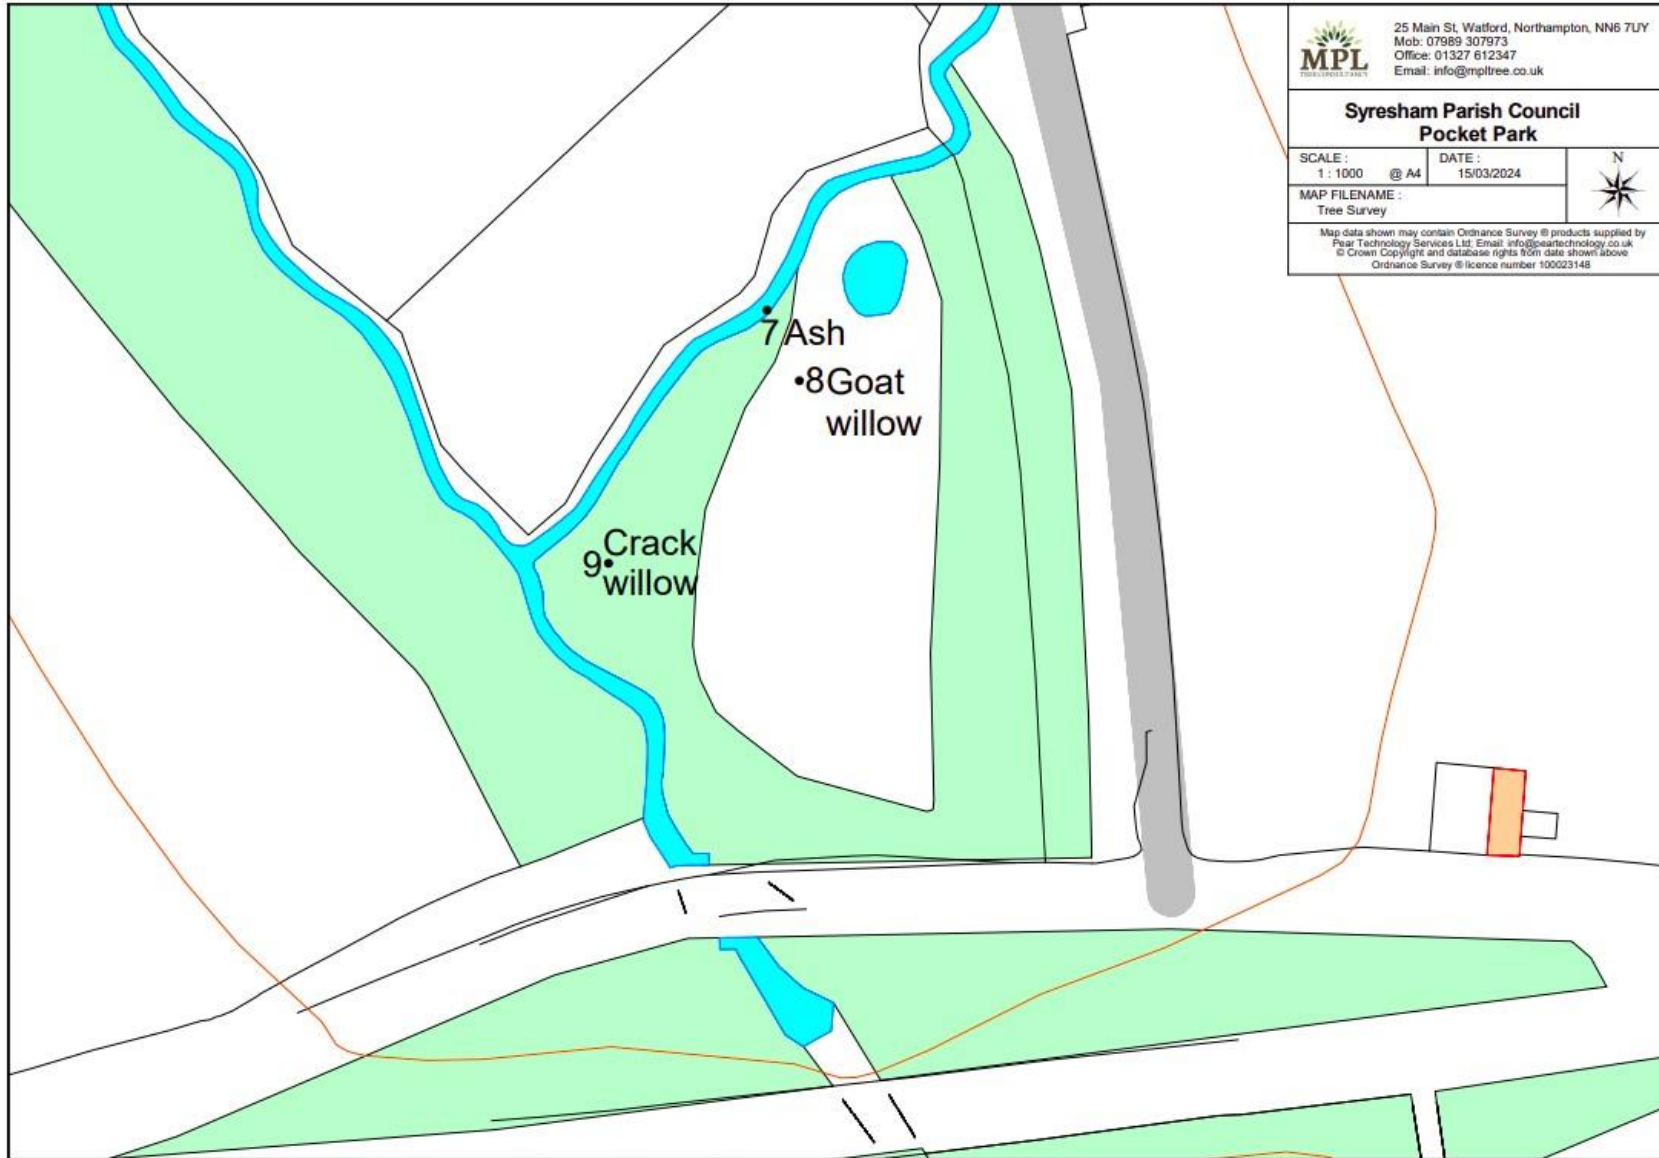 MPL
TREE CONSULTANCY
25 Main St, Watford, Northampton, NN6 7UY
Mob: 07989 307973
Office: 01327 612347
Email: info@mpltree.co.uk
Syresham Parish Council
Pocket Park
SCALE :
1 : 1000 @ A4
DATE :
15/03/2024
N
MAP FILENAME :
Tree Survey
Map data shown may contain Ordnance Survey ® products supplied by
Pear Technology Services Ltd; Email: info@peartechnology.co.uk
© Crown Copyright and database rights from date shown above
Ordnance Survey ® licence number 100023148
7 Ash
8 Goat
willow
9 Crack
willow